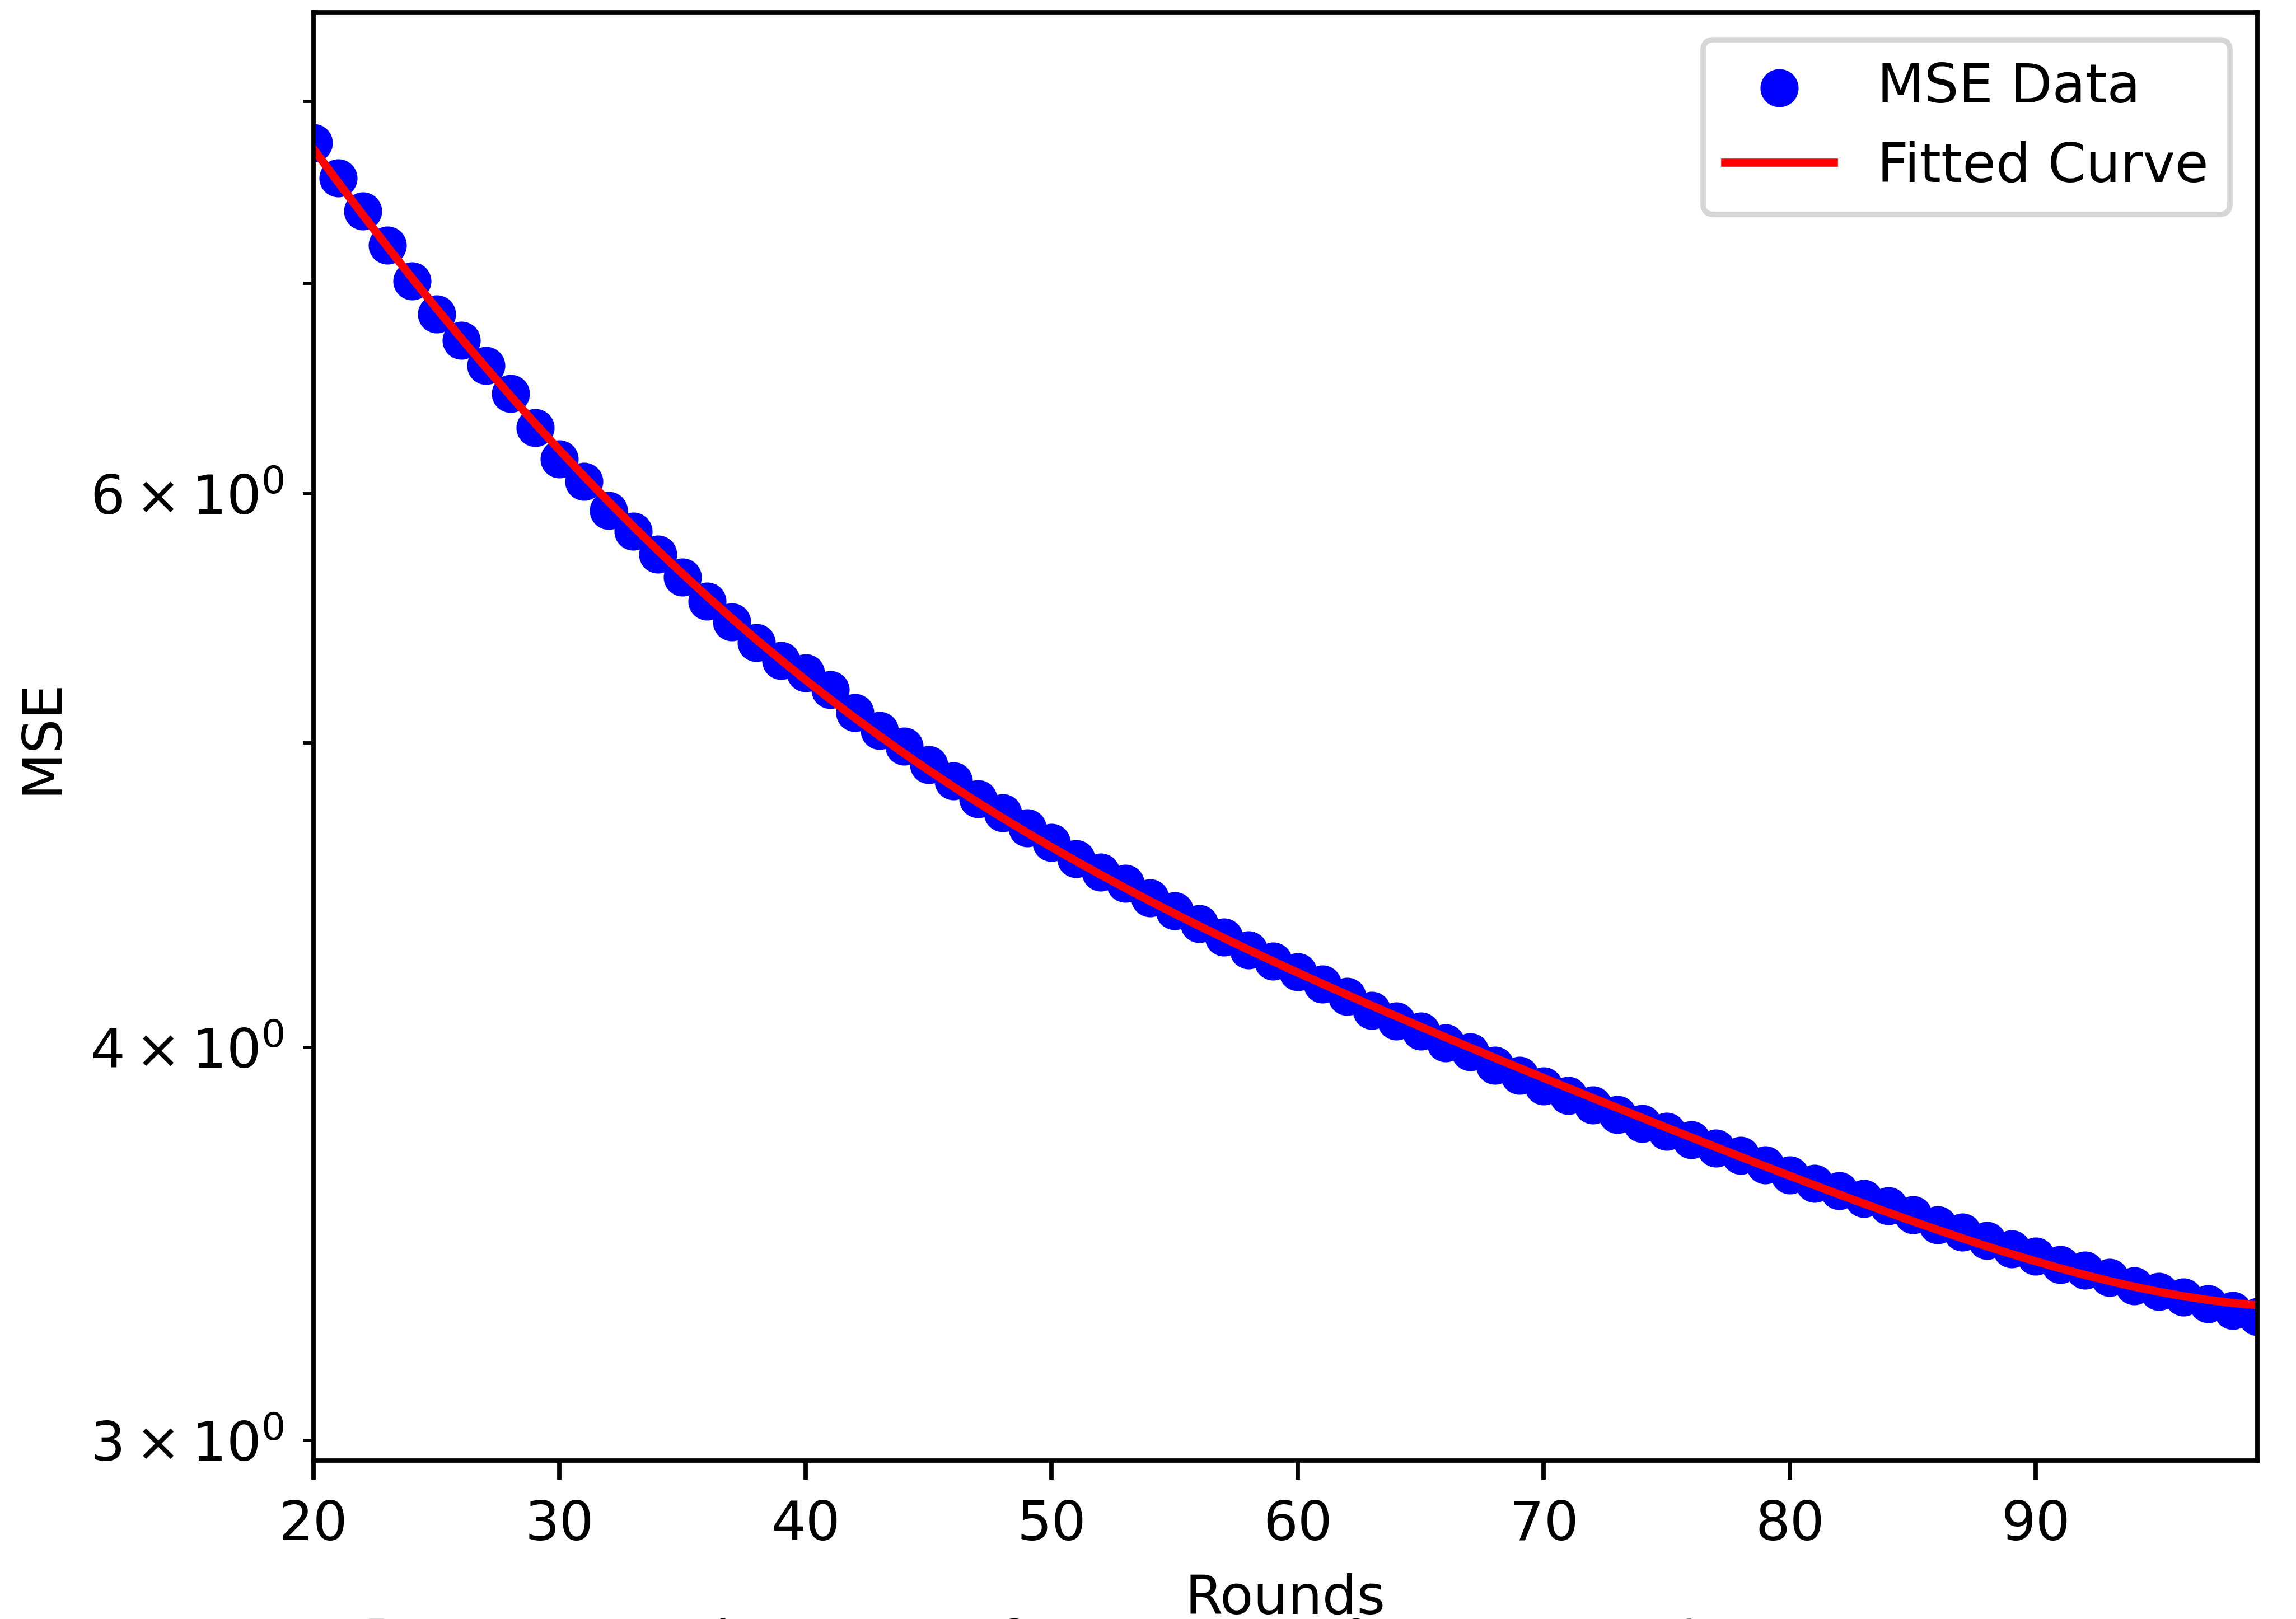 MSE Data
Fitted Curve
6 × 10⁰
4 × 10⁰
3 × 10⁰
MSE
20 30 40 50 60 70 80 90
Rounds